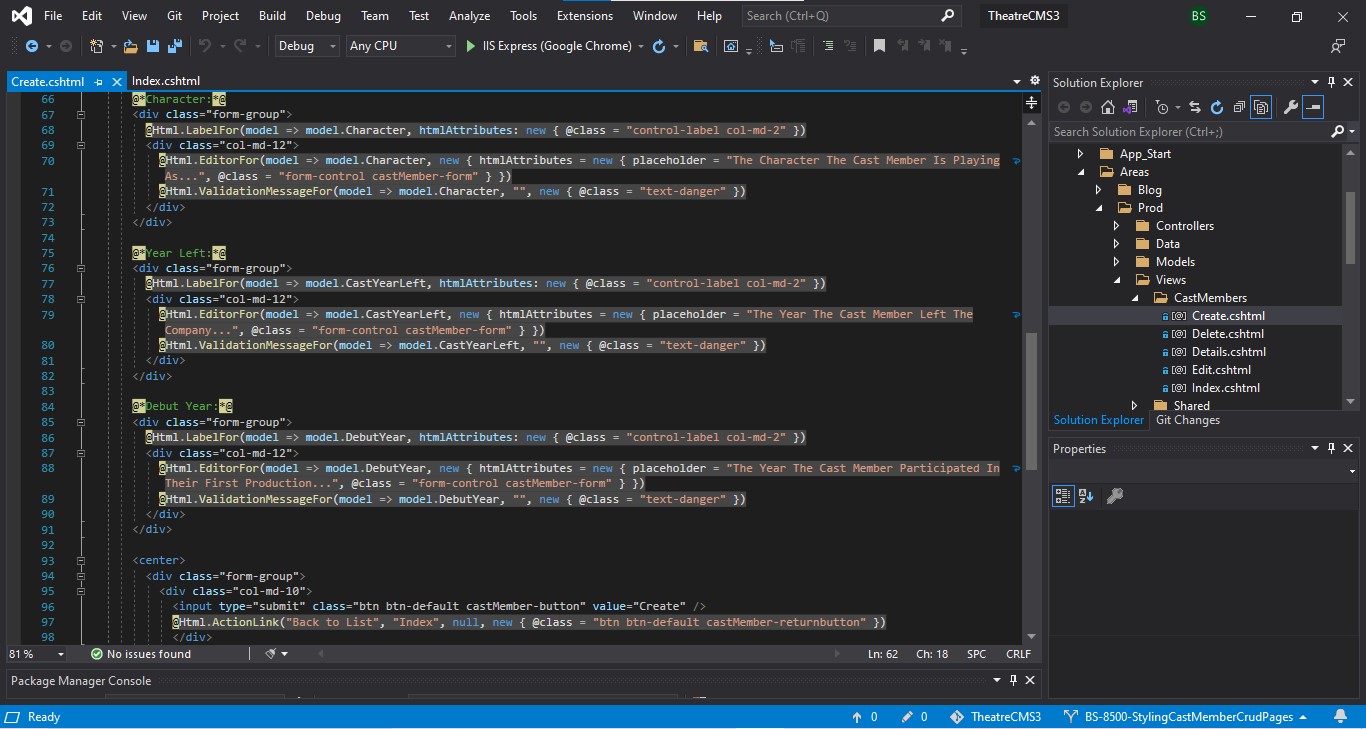 File Edit View Git Project Build Debug Team Test Analyze Tools Extensions Window Help Search (Ctrl+Q) TheatreCMS3 BS
Debug Any CPU IIS Express (Google Chrome)
Create.cshtml Index.cshtml
66 @*Character:*@
67 <div class="form-group">
68 @Html.LabelFor(model => model.Character, htmlAttributes: new { @class = "control-label col-md-2" })
69 <div class="col-md-12">
70 @Html.EditorFor(model => model.Character, new { htmlAttributes = new { placeholder = "The Character The Cast Member Is Playing
As...", @class = "form-control castMember-form" } })
71 @Html.ValidationMessageFor(model => model.Character, "", new { @class = "text-danger" })
72 </div>
73 </div>
74
75 @*Year Left:*@
76 <div class="form-group">
77 @Html.LabelFor(model => model.CastYearLeft, htmlAttributes: new { @class = "control-label col-md-2" })
78 <div class="col-md-12">
79 @Html.EditorFor(model => model.CastYearLeft, new { htmlAttributes = new { placeholder = "The Year The Cast Member Left The
Company...", @class = "form-control castMember-form" } })
80 @Html.ValidationMessageFor(model => model.CastYearLeft, "", new { @class = "text-danger" })
81 </div>
82 </div>
83
84 @*Debut Year:*@
85 <div class="form-group">
86 @Html.LabelFor(model => model.DebutYear, htmlAttributes: new { @class = "control-label col-md-2" })
87 <div class="col-md-12">
88 @Html.EditorFor(model => model.DebutYear, new { htmlAttributes = new { placeholder = "The Year The Cast Member Participated In
Their First Production...", @class = "form-control castMember-form" } })
89 @Html.ValidationMessageFor(model => model.DebutYear, "", new { @class = "text-danger" })
90 </div>
91 </div>
92
93 <center>
94 <div class="form-group">
95 <div class="col-md-10">
96 <input type="submit" class="btn btn-default castMember-button" value="Create" />
97 @Html.ActionLink("Back to List", "Index", null, new { @class = "btn btn-default castMember-returnbutton" })
98 </div>
81 % No issues found Ln: 62 Ch: 18 SPC CRLF
Package Manager Console
Solution Explorer
Search Solution Explorer (Ctrl+;)
App_Start
Areas
Blog
Prod
Controllers
Data
Models
Views
CastMembers
Create.cshtml
Delete.cshtml
Details.cshtml
Edit.cshtml
Index.cshtml
Shared
Solution Explorer Git Changes
Properties
Ready 0 0 TheatreCMS3 BS-8500-StylingCastMemberCrudPages